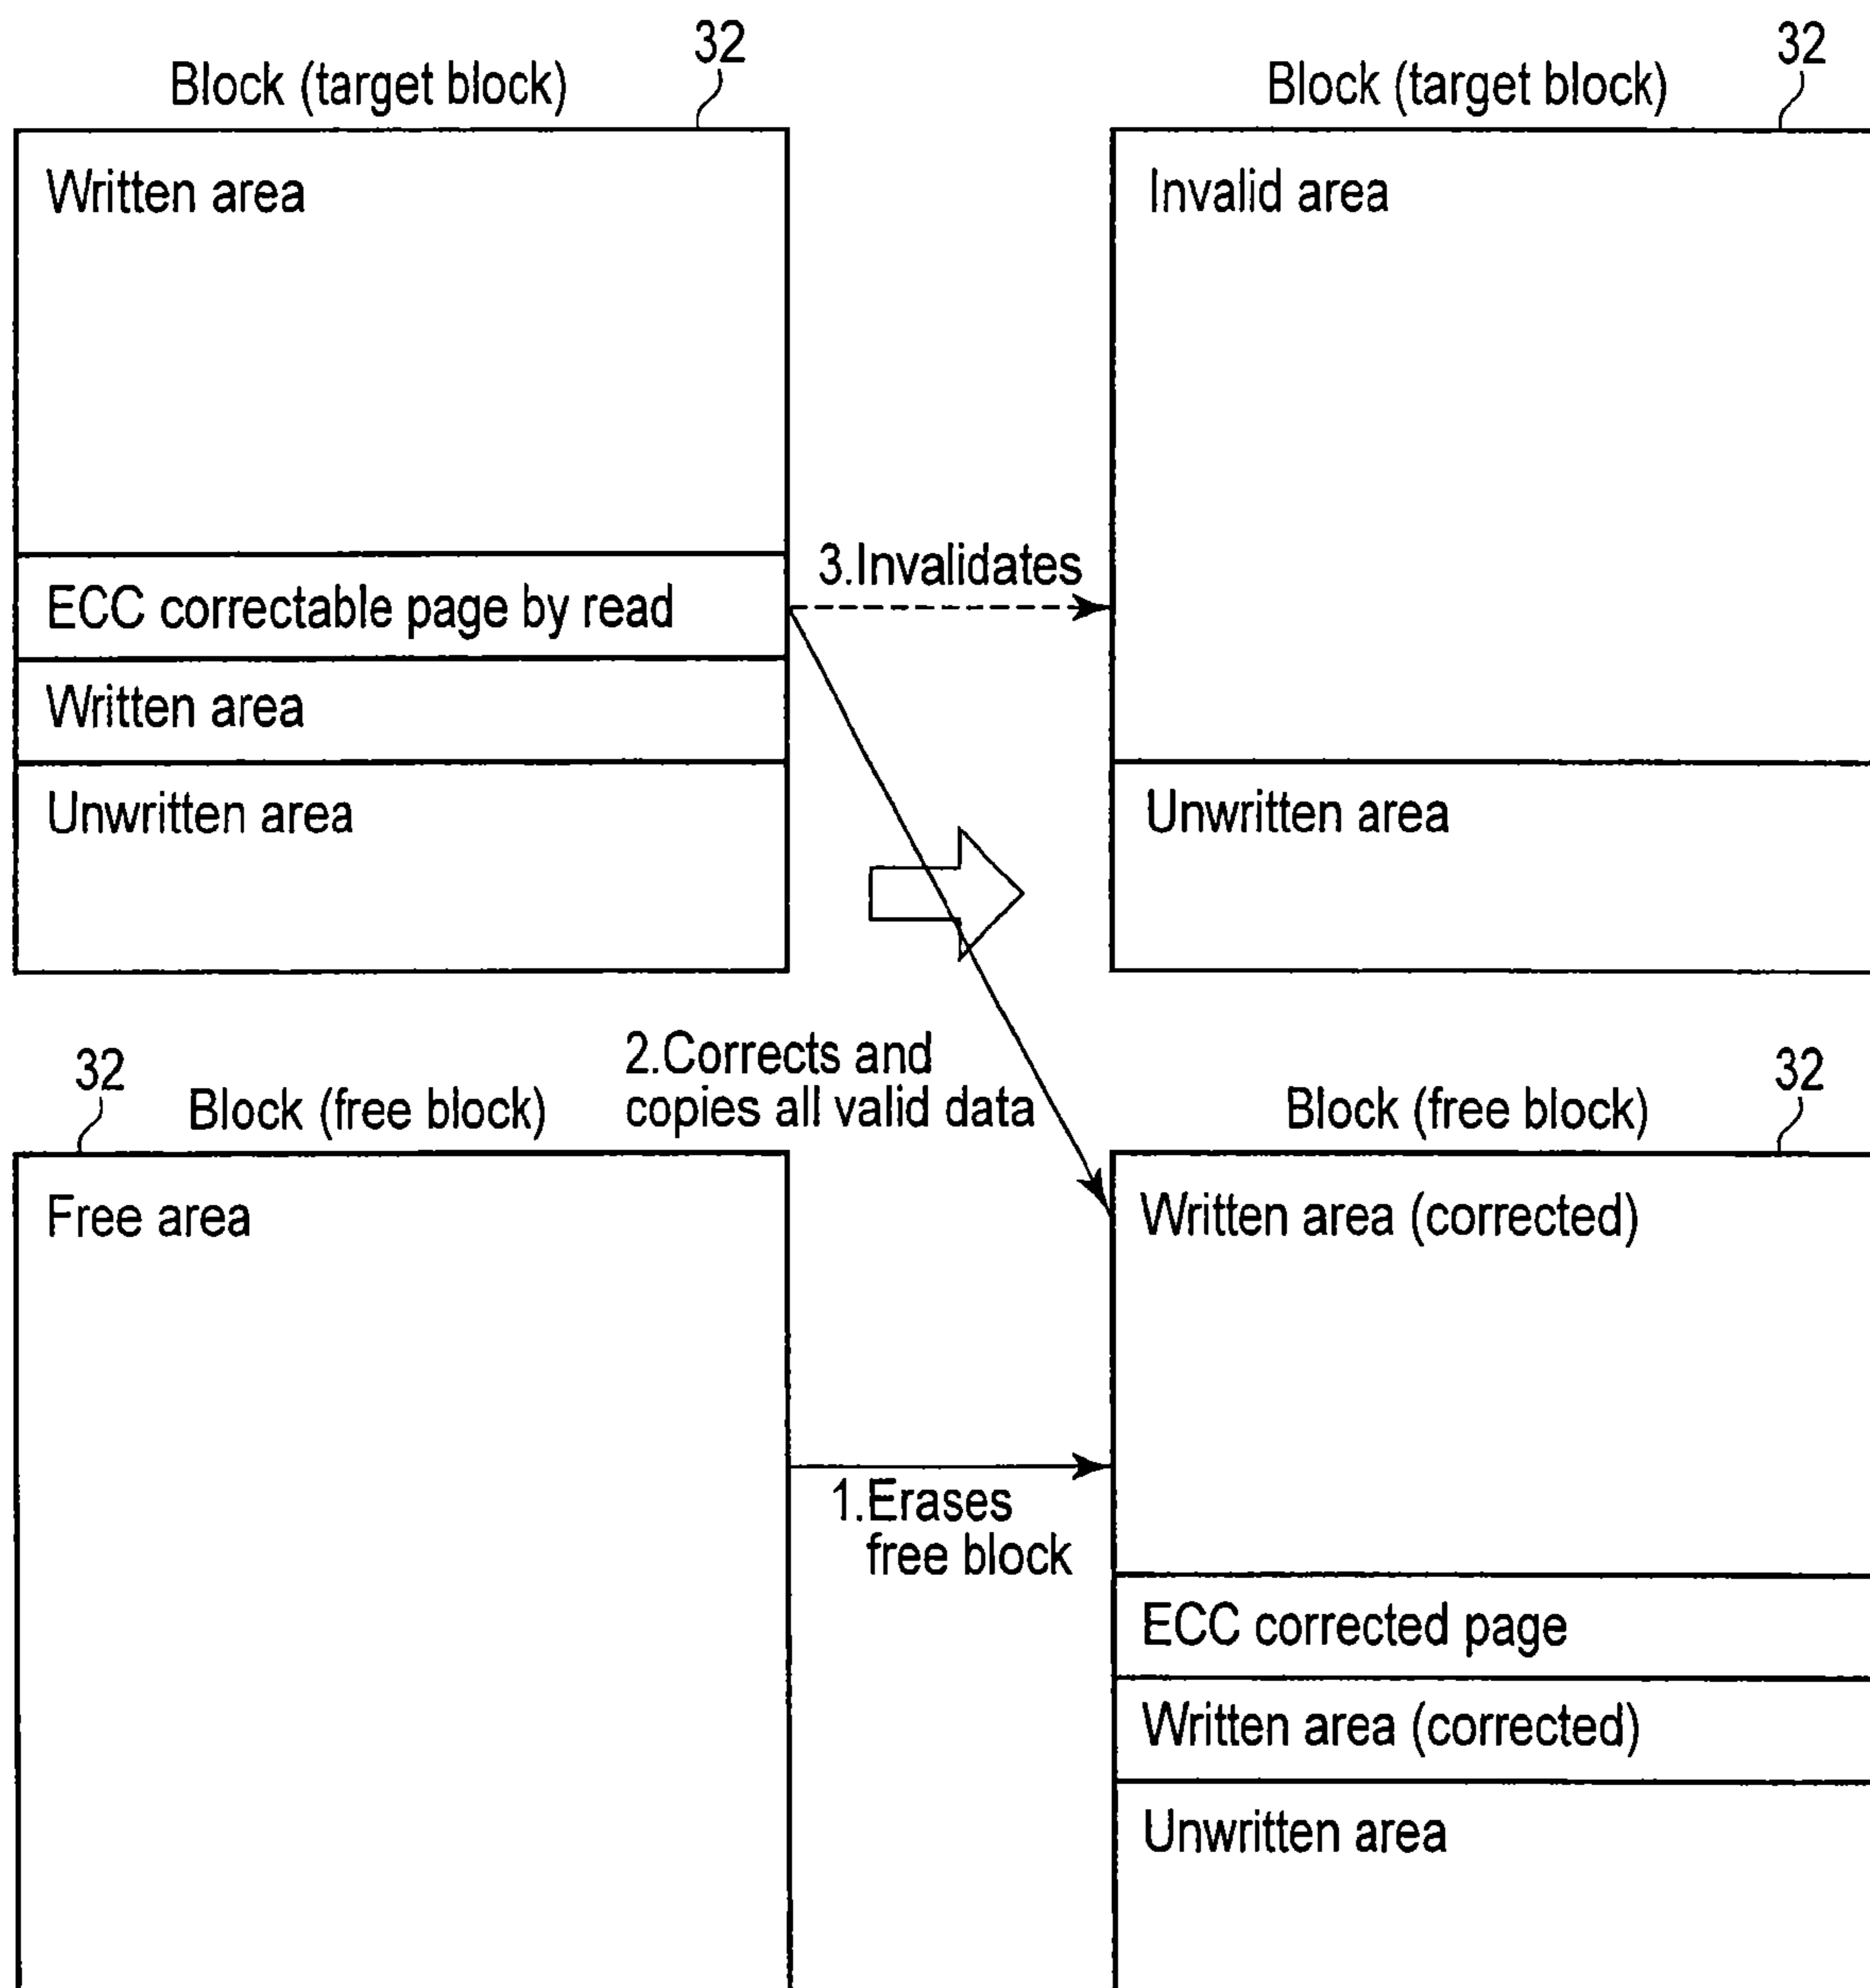 32
Block (target block)
Written area
ECC correctable page by read
Written area
Unwritten area
3.Invalidates
32
Block (target block)
Invalid area
Unwritten area
2.Corrects and
copies all valid data
32
Block (free block)
Free area
1.Erases
free block
32
Block (free block)
Written area (corrected)
ECC corrected page
Written area (corrected)
Unwritten area